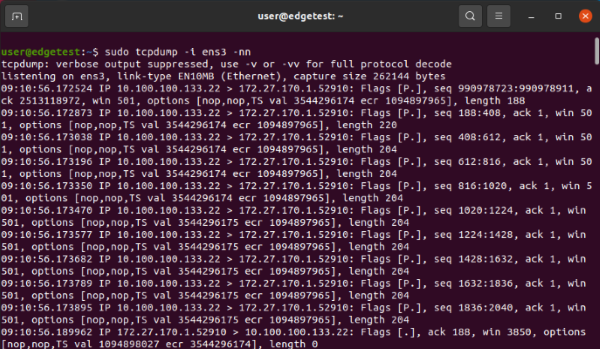 user@edgetest: ~
user@edgetest:~$ sudo tcpdump -i ens3 -nn
tcpdump: verbose output suppressed, use -v or -vv for full protocol decode
listening on ens3, link-type EN10MB (Ethernet), capture size 262144 bytes
09:10:56.172524 IP 10.100.100.133.22 > 172.27.170.1.52910: Flags [P.], seq 990978723:990978911, a
ck 2513118972, win 501, options [nop,nop,TS val 3544296174 ecr 1094897965], length 188
09:10:56.172873 IP 10.100.100.133.22 > 172.27.170.1.52910: Flags [P.], seq 188:408, ack 1, win 50
1, options [nop,nop,TS val 3544296174 ecr 1094897965], length 220
09:10:56.173038 IP 10.100.100.133.22 > 172.27.170.1.52910: Flags [P.], seq 408:612, ack 1, win 50
1, options [nop,nop,TS val 3544296174 ecr 1094897965], length 204
09:10:56.173196 IP 10.100.100.133.22 > 172.27.170.1.52910: Flags [P.], seq 612:816, ack 1, win 50
1, options [nop,nop,TS val 3544296174 ecr 1094897965], length 204
09:10:56.173350 IP 10.100.100.133.22 > 172.27.170.1.52910: Flags [P.], seq 816:1020, ack 1, win 5
01, options [nop,nop,TS val 3544296174 ecr 1094897965], length 204
09:10:56.173470 IP 10.100.100.133.22 > 172.27.170.1.52910: Flags [P.], seq 1020:1224, ack 1, win
501, options [nop,nop,TS val 3544296175 ecr 1094897965], length 204
09:10:56.173577 IP 10.100.100.133.22 > 172.27.170.1.52910: Flags [P.], seq 1224:1428, ack 1, win
501, options [nop,nop,TS val 3544296175 ecr 1094897965], length 204
09:10:56.173682 IP 10.100.100.133.22 > 172.27.170.1.52910: Flags [P.], seq 1428:1632, ack 1, win
501, options [nop,nop,TS val 3544296175 ecr 1094897965], length 204
09:10:56.173789 IP 10.100.100.133.22 > 172.27.170.1.52910: Flags [P.], seq 1632:1836, ack 1, win
501, options [nop,nop,TS val 3544296175 ecr 1094897965], length 204
09:10:56.173895 IP 10.100.100.133.22 > 172.27.170.1.52910: Flags [P.], seq 1836:2040, ack 1, win
501, options [nop,nop,TS val 3544296175 ecr 1094897965], length 204
09:10:56.189962 IP 172.27.170.1.52910 > 10.100.100.133.22: Flags [.], ack 188, win 3850, options
[nop,nop,TS val 1094898027 ecr 3544296174], length 0